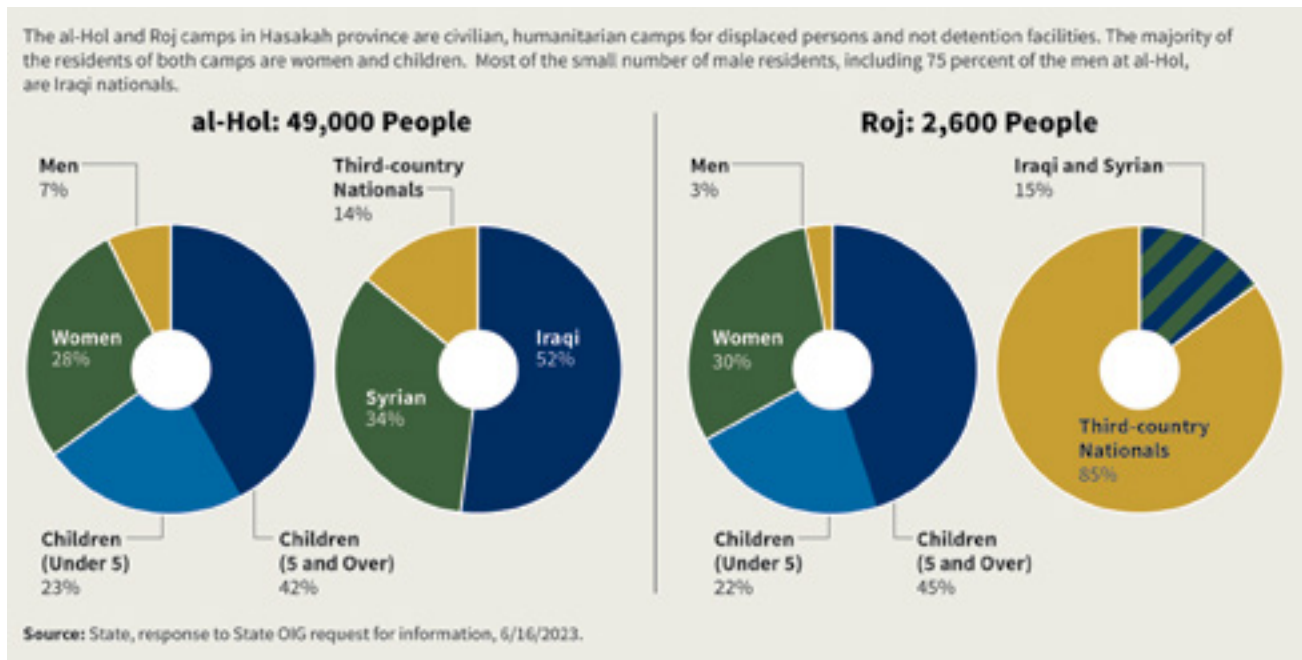 The al-Hol and Roj camps in Hasakah province are civilian, humanitarian camps for displaced persons and not detention facilities. The majority of
the residents of both camps are women and children. Most of the small number of male residents, including 75 percent of the men at al-Hol,
are Iraqi nationals.
al-Hol: 49,000 People
Men
7%
Third-country
Nationals
14%
Women
28%
Iraqi
52%
Syrian
34%
Children
(Under 5)
23%
Children
(5 and Over)
42%
Roj: 2,600 People
Men
3%
Iraqi and Syrian
15%
Women
30%
Third-country
Nationals
85%
Children
(Under 5)
22%
Children
(5 and Over)
45%
Source: State, response to State OIG request for information, 6/16/2023.